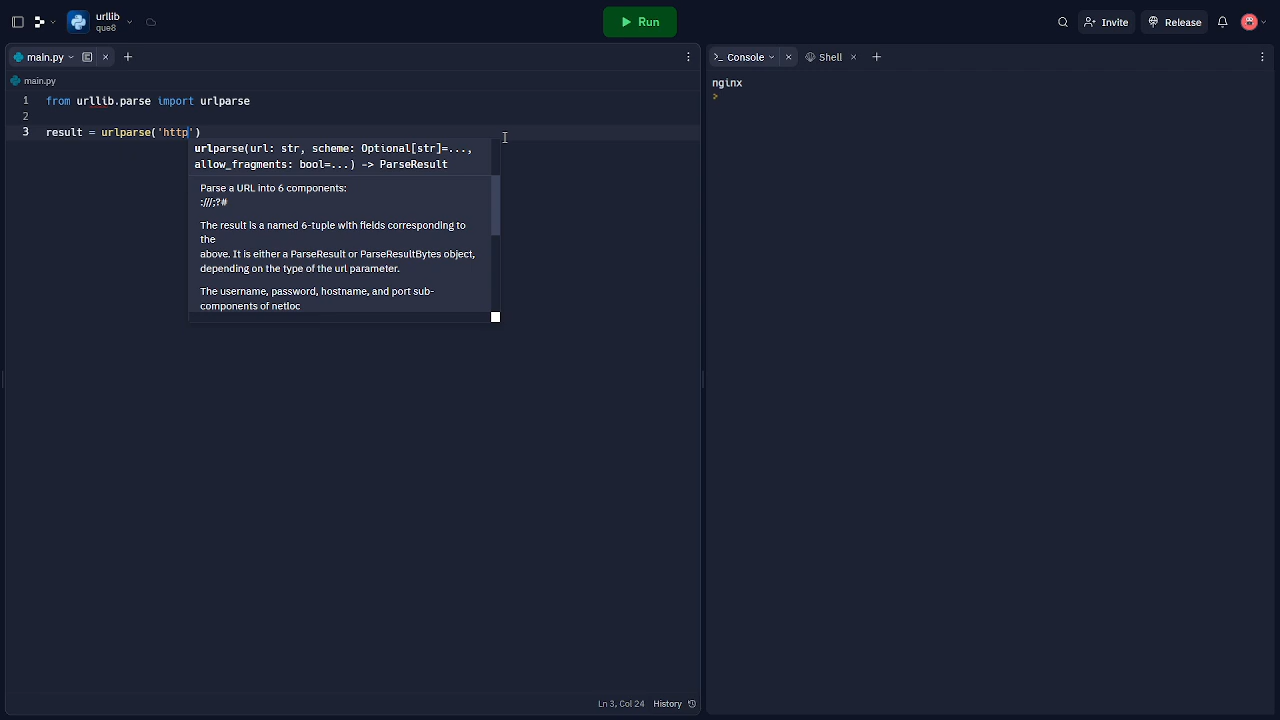 urllib
que8
Run
Invite
Release
main.py
Console
Shell
main.py
1 from urllib.parse import urlparse
2
3 result = urlparse('http')
urlparse(url: str, scheme: Optional[str]=...,
allow_fragments: bool=...) -> ParseResult
Parse a URL into 6 components:
:///;?#
The result is a named 6-tuple with fields corresponding to
the
above. It is either a ParseResult or ParseResultBytes object,
depending on the type of the url parameter.
The username, password, hostname, and port sub-
components of netloc
nginx
>
Ln 3, Col 24 History